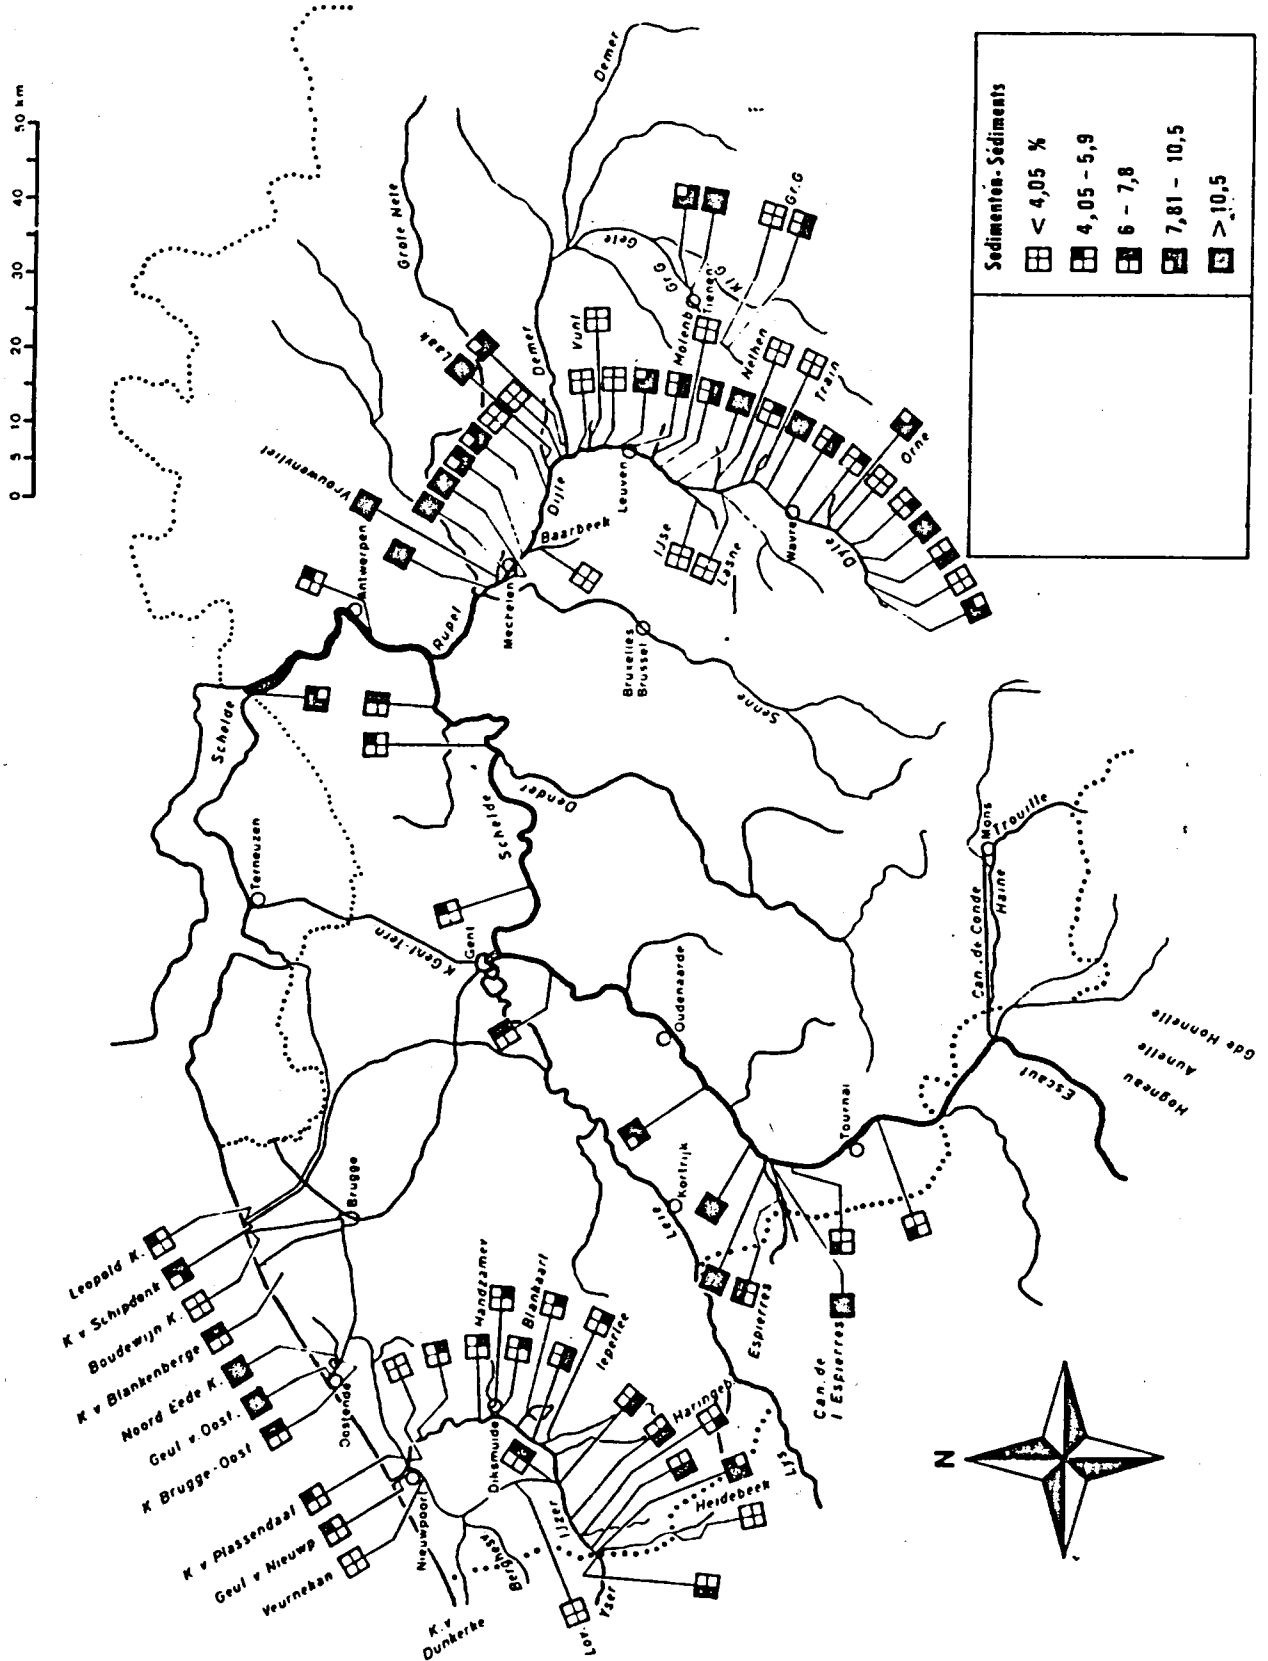 0 5 10 20 30 40 50 km
Sedimenten-Sédiments
< 4,05 %
4,05 - 5,9
6 - 7,8
7,81 - 10,5
> 10,5
Demer
Grote Nete
Laak
Vrouwenvliet
Antwerpen
Schelde
Rupel
Mechelen
Dijle
Demer
Baarbeek
Vunt
Leuven
Molenb
Tienen
Gr.G
Kl G
Gete
Gr.G
Nethen
Train
Orne
IJse
Lasne
Wavre
Dyle
Bruxelles
Brussel
Senne
Dender
Schelde
Terneuzen
K Gent-Tern
Gent
Oudenaarde
Kortrijk
Leie
Tournai
Escaut
Mons
Trouille
Haine
Can. de Condé
Hogneau
Aunelle
Gde Honnelle
Espierres
Can. de
l Espierres
Lys
Brugge
Leopold K.
K v Schipdonk
Boudewijn K.
K v Blankenberge
Noord Eede K.
Geul v.Oost.
K Brugge-Oost
Oostende
K v Plassendaal
Geul v Nieuwp
Veurnekan
Nieuwpoort
Handzamev
Blankaart
Ieperlee
Diksmuide
Haringeb.
Heidebeek
IJzer
Yser
Berghesv
K.v
Dunkerke
Lov.
N